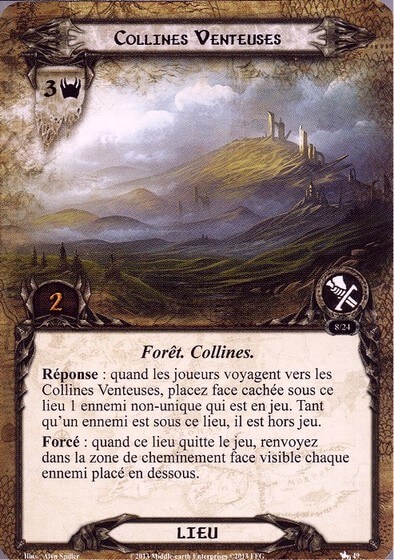 COLLINES VENTEUSES
3
2
8/24
Forêt. Collines.
Réponse : quand les joueurs voyagent vers les
Collines Venteuses, placez face cachée sous ce
lieu 1 ennemi non-unique qui est en jeu. Tant
qu'un ennemi est sous ce lieu, il est hors jeu.
Forcé : quand ce lieu quitte le jeu, renvoyez
dans la zone de cheminement face visible chaque
ennemi placé en dessous.
LIEU
Illus. Spiller ©2013 Middle-earth Enterprises ©2013 FFG 49